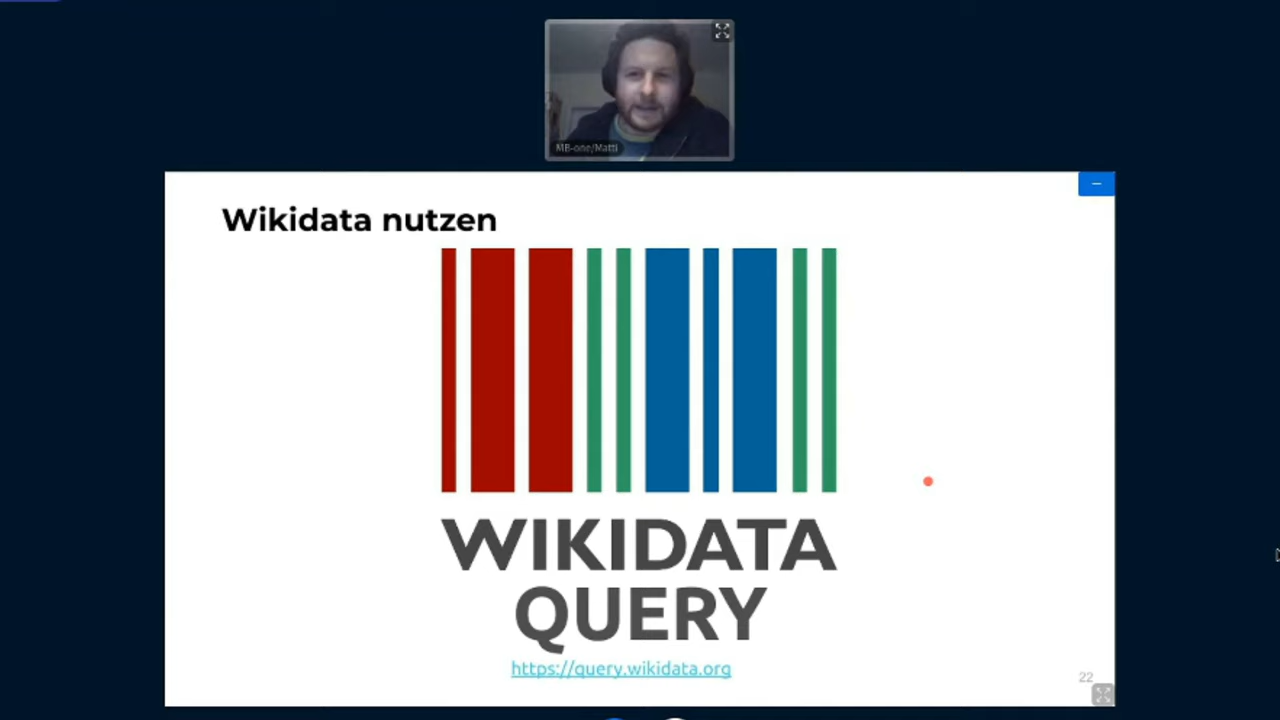 MB-one/Matti
Wikidata nutzen
WIKIDATA
QUERY
https://query.wikidata.org
22